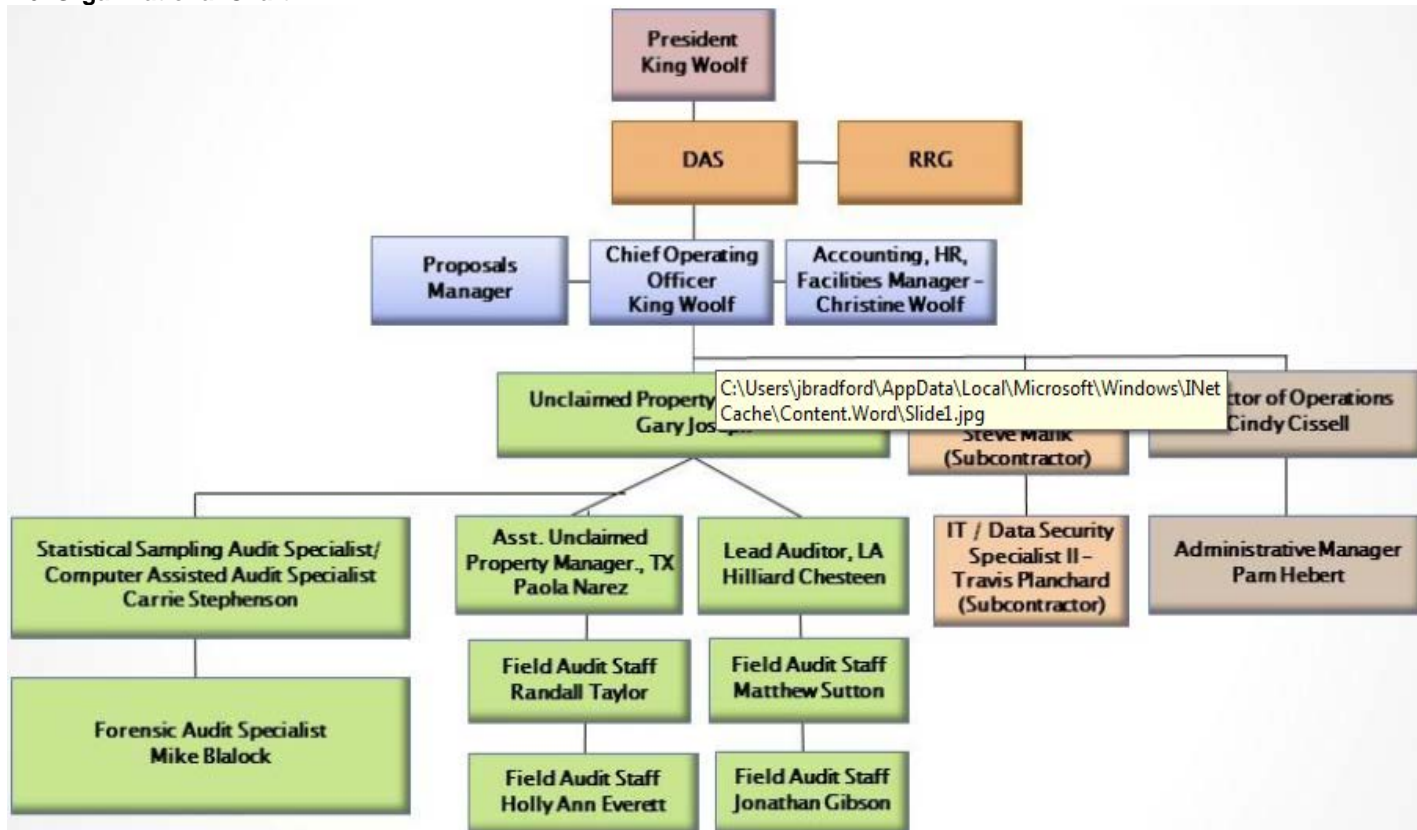 President
King Woolf
DAS
RRG
Proposals
Manager
Chief Operating
Officer
King Woolf
Accounting, HR,
Facilities Manager –
Christine Woolf
Unclaimed Property
Gary
C:\Users\jbradford\AppData\Local\Microsoft\Windows\INet
Cache\Content.Word\Slide1.jpg
Steve
(Subcontractor)
of Operations
Cindy Cissell
Statistical Sampling Audit Specialist/
Computer Assisted Audit Specialist
Carrie Stephenson
Asst. Unclaimed
Property Manager., TX
Paola Narez
Lead Auditor, LA
Hilliard Chesteen
IT / Data Security
Specialist II –
Travis Planchard
(Subcontractor)
Administrative Manager
Pam Hebert
Forensic Audit Specialist
Mike Blalock
Field Audit Staff
Randall Taylor
Field Audit Staff
Matthew Sutton
Field Audit Staff
Holly Ann Everett
Field Audit Staff
Jonathan Gibson